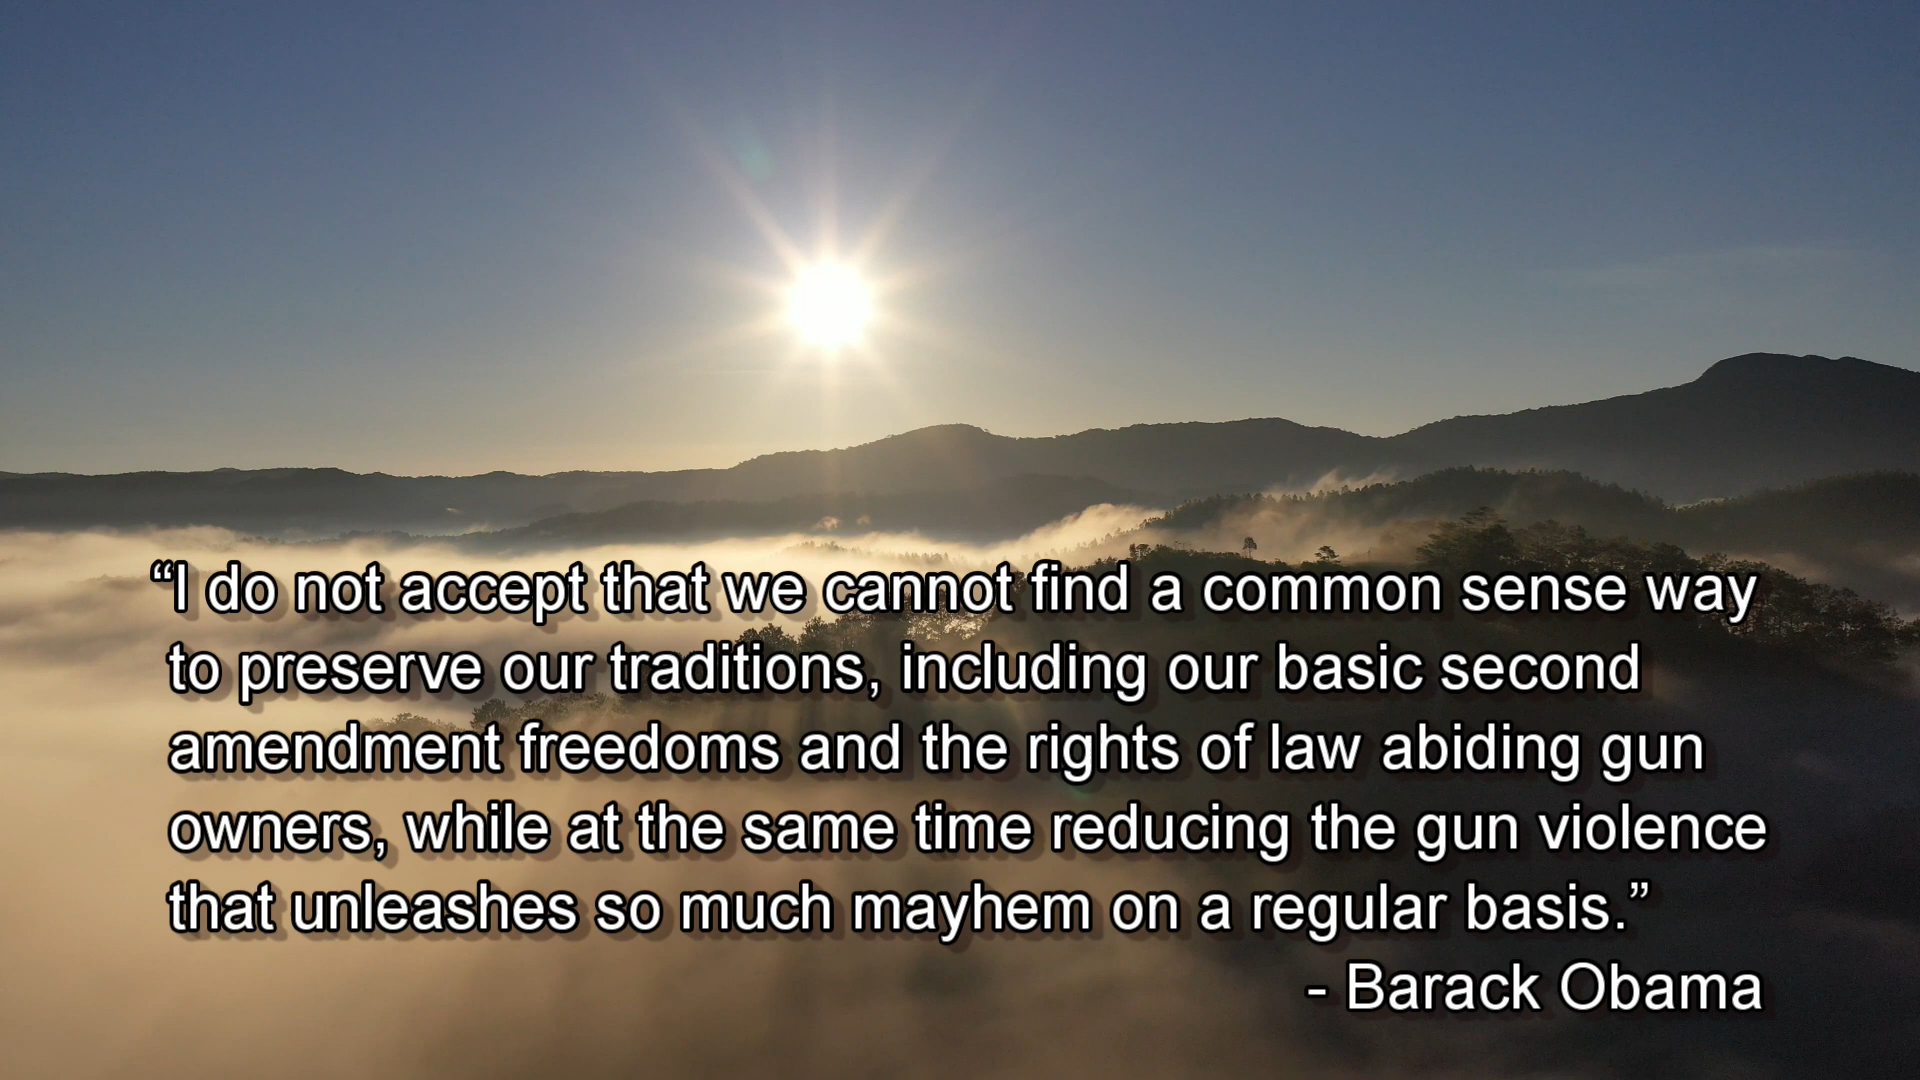 “I do not accept that we cannot find a common sense way
to preserve our traditions, including our basic second
amendment freedoms and the rights of law abiding gun
owners, while at the same time reducing the gun violence
that unleashes so much mayhem on a regular basis.”
- Barack Obama